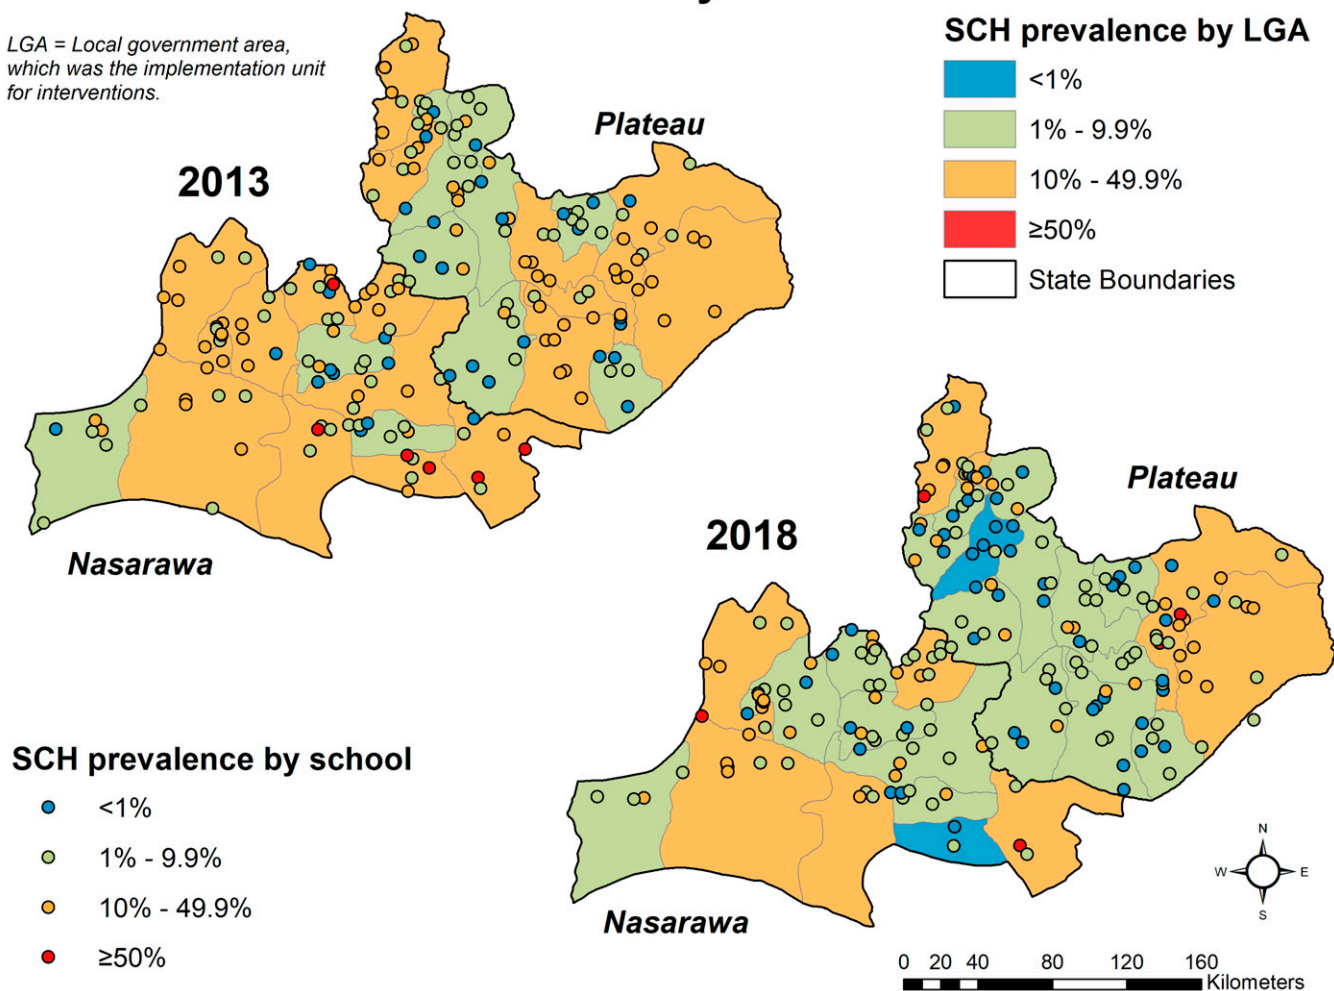 LGA = Local government area,
which was the implementation unit
for interventions.
SCH prevalence by LGA
<1%
1% - 9.9%
10% - 49.9%
≥50%
State Boundaries
Plateau
2013
Nasarawa
Plateau
2018
Nasarawa
SCH prevalence by school
<1%
1% - 9.9%
10% - 49.9%
≥50%
N
W E
S
0 20 40 80 120 160
Kilometers